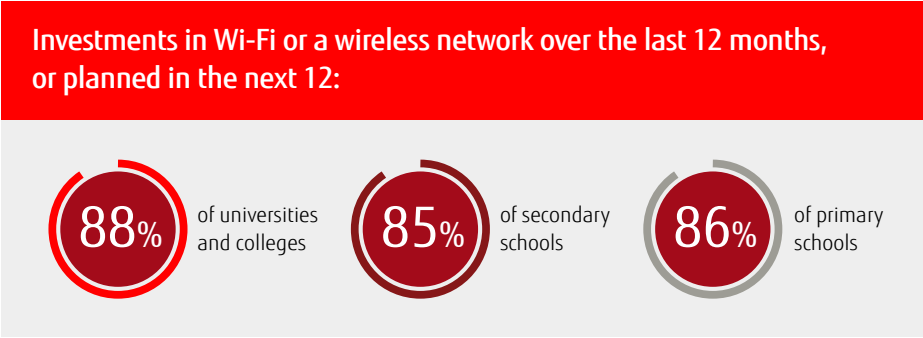 Investments in Wi-Fi or a wireless network over the last 12 months,
or planned in the next 12:
88%
of universities
and colleges
85%
of secondary
schools
86%
of primary
schools